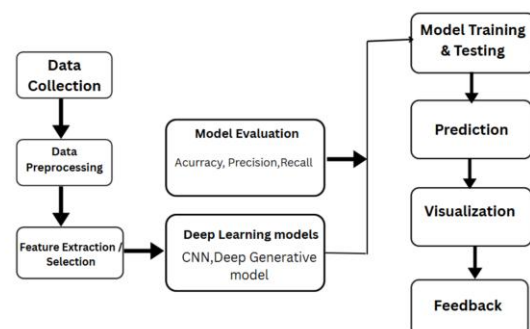 Data
Collection
Data
Preprocessing
Feature Extraction /
Selection
Model Evaluation
Acurracy, Precision,Recall
Deep Learning models
CNN,Deep Generative
model
Model Training
& Testing
Prediction
Visualization
Feedback